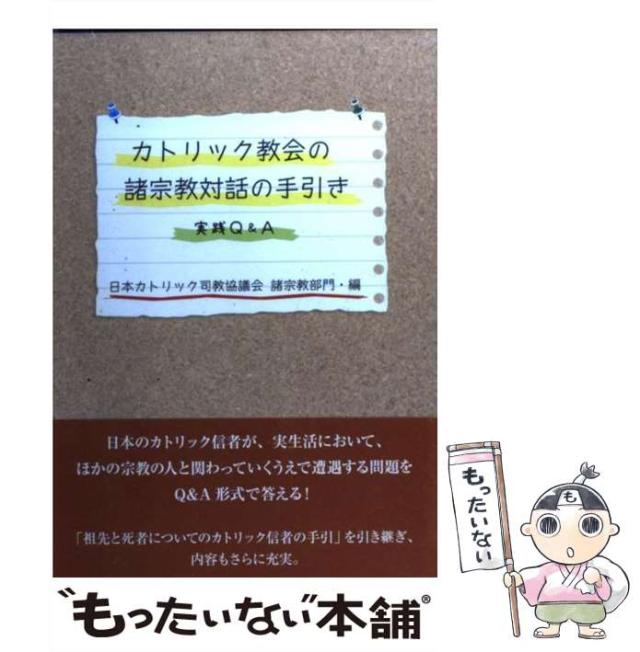 カトリック教会の
諸宗教対話の手引き
実践Q&A
日本カトリック司教協議会 諸宗教部門・編
日本のカトリック信者が、実生活において、
ほかの宗教の人と関わっていくうえで遭遇する問題を
Q&A 形式で答える!
「祖先と死者についてのカトリック信者の手引」を引き継ぎ、
内容もさらに充実。
"もったいない"本舗®
もったいない
も